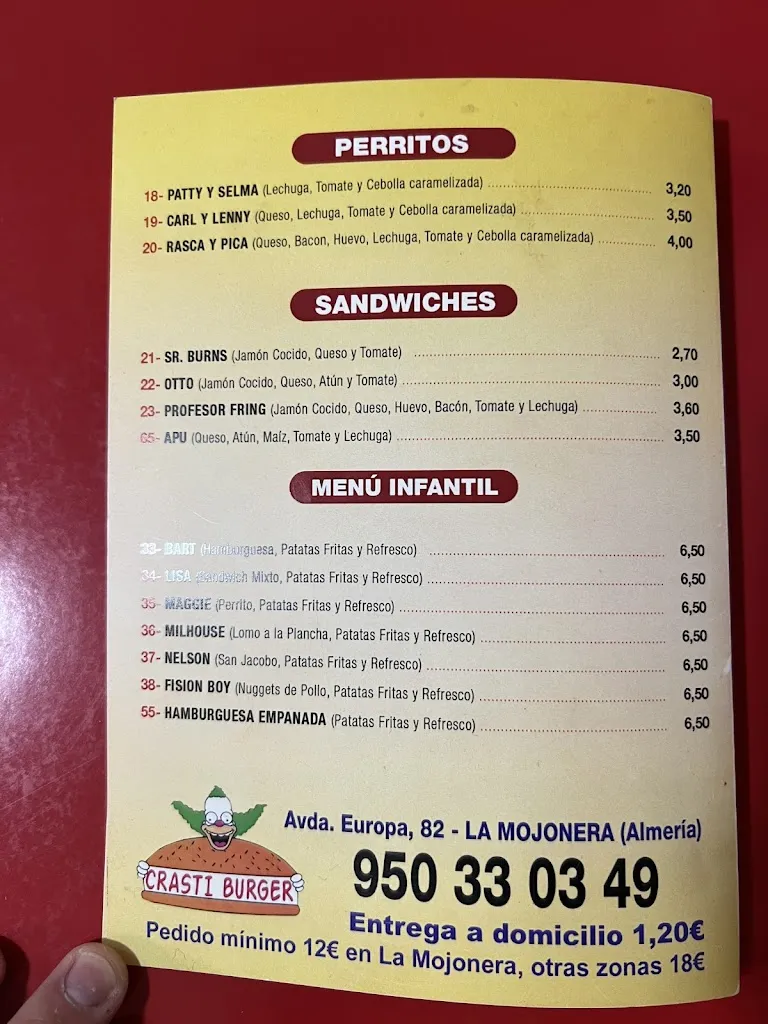 PERRITOS
18- PATTY Y SELMA (Lechuga, Tomate y Cebolla caramelizada) 3,20
19- CARL Y LENNY (Queso, Lechuga, Tomate y Cebolla caramelizada) 3,50
20- RASCA Y PICA (Queso, Bacon, Huevo, Lechuga, Tomate y Cebolla caramelizada) 4,00
SANDWICHES
21- SR. BURNS (Jamón Cocido, Queso y Tomate) 2,70
22- OTTO (Jamón Cocido, Queso, Atún y Tomate) 3,00
23- PROFESOR FRING (Jamón Cocido, Queso, Huevo, Bacón, Tomate y Lechuga) 3,60
65- APU (Queso, Atún, Maíz, Tomate y Lechuga) 3,50
MENÚ INFANTIL
33- BART (Hamburguesa, Patatas Fritas y Refresco) 6,50
34- LISA (Sandwich Mixto, Patatas Fritas y Refresco) 6,50
35- MAGGIE (Perrito, Patatas Fritas y Refresco) 6,50
36- MILHOUSE (Lomo a la Plancha, Patatas Fritas y Refresco) 6,50
37- NELSON (San Jacobo, Patatas Fritas y Refresco) 6,50
38- FISION BOY (Nuggets de Pollo, Patatas Fritas y Refresco) 6,50
55- HAMBURGUESA EMPANADA (Patatas Fritas y Refresco) 6,50
CRASTI BURGER
Avda. Europa, 82 - LA MOJONERA (Almería)
950 33 03 49
Entrega a domicilio 1,20€
Pedido mínimo 12€ en La Mojonera, otras zonas 18€